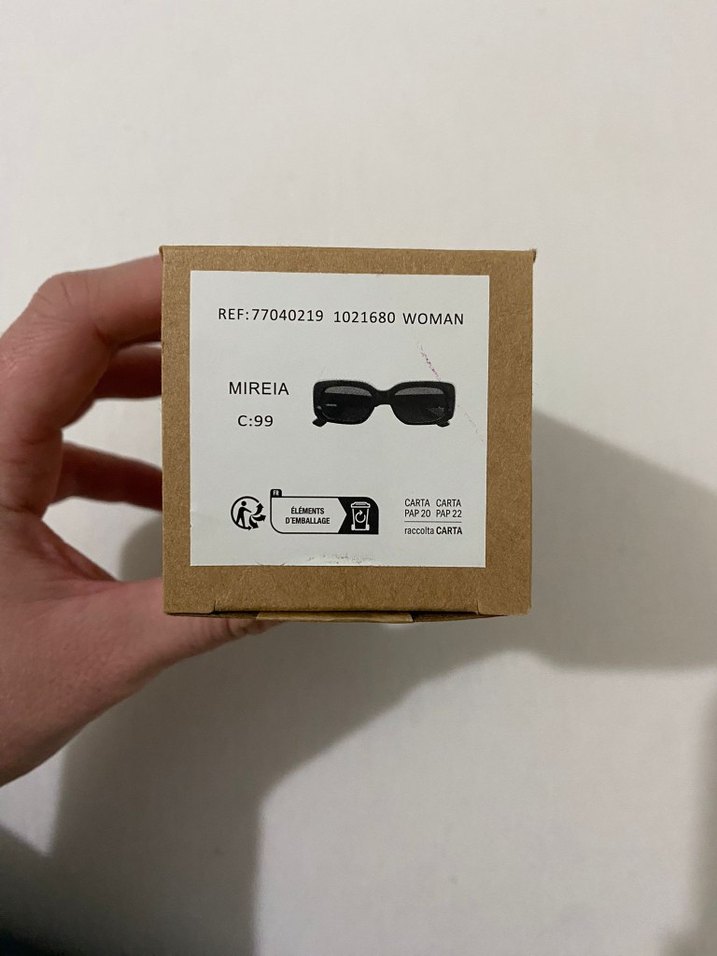 REF:77040219 1021680 WOMAN
MIREIA
C:99
FR
ÉLÉMENTS
D'EMBALLAGE
CARTA CARTA
PAP 20 PAP 22
raccolta CARTA